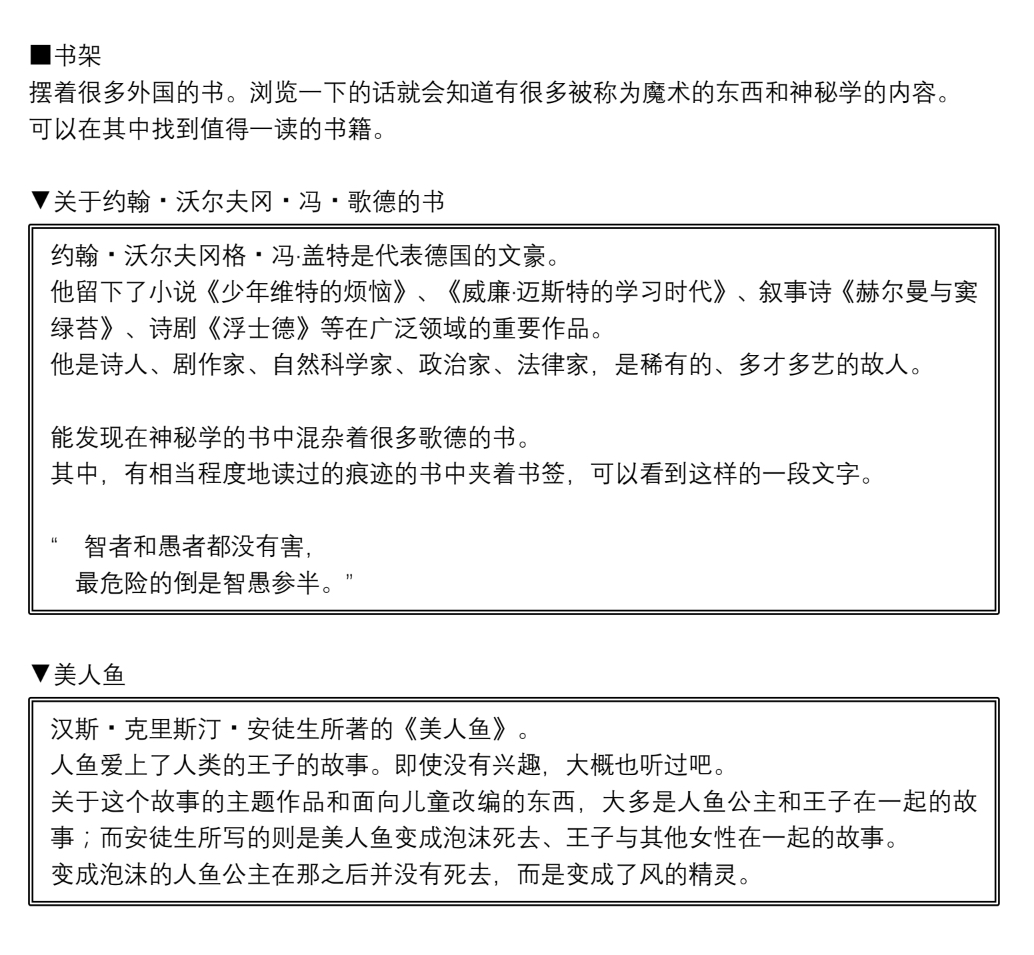 ■书架
摆着很多外国的书。浏览一下的话就会知道有很多被称为魔术的东西和神秘学的内容。
可以在其中找到值得一读的书籍。
▼关于约翰·沃尔夫冈·冯·歌德的书
约翰·沃尔夫冈格·冯·盖特是代表德国的文豪。
他留下了小说《少年维特的烦恼》、《威廉·迈斯特的学习时代》、叙事诗《赫尔曼与窦
绿苔》、诗剧《浮士德》等在广泛领域的重要作品。
他是诗人、剧作家、自然科学家、政治家、法律家，是稀有的、多才多艺的故人。
能发现在神秘学的书中混杂着很多歌德的书。
其中，有相当程度地读过的痕迹的书中夹着书签，可以看到这样的一段文字。
“　智者和愚者都没有害，
最危险的倒是智愚参半。”
▼美人鱼
汉斯·克里斯汀·安徒生所著的《美人鱼》。
人鱼爱上了人类的王子的故事。即使没有兴趣，大概也听过吧。
关于这个故事的主题作品和面向儿童改编的东西，大多是人鱼公主和王子在一起的故
事；而安徒生所写的则是美人鱼变成泡沫死去、王子与其他女性在一起的故事。
变成泡沫的人鱼公主在那之后并没有死去，而是变成了风的精灵。